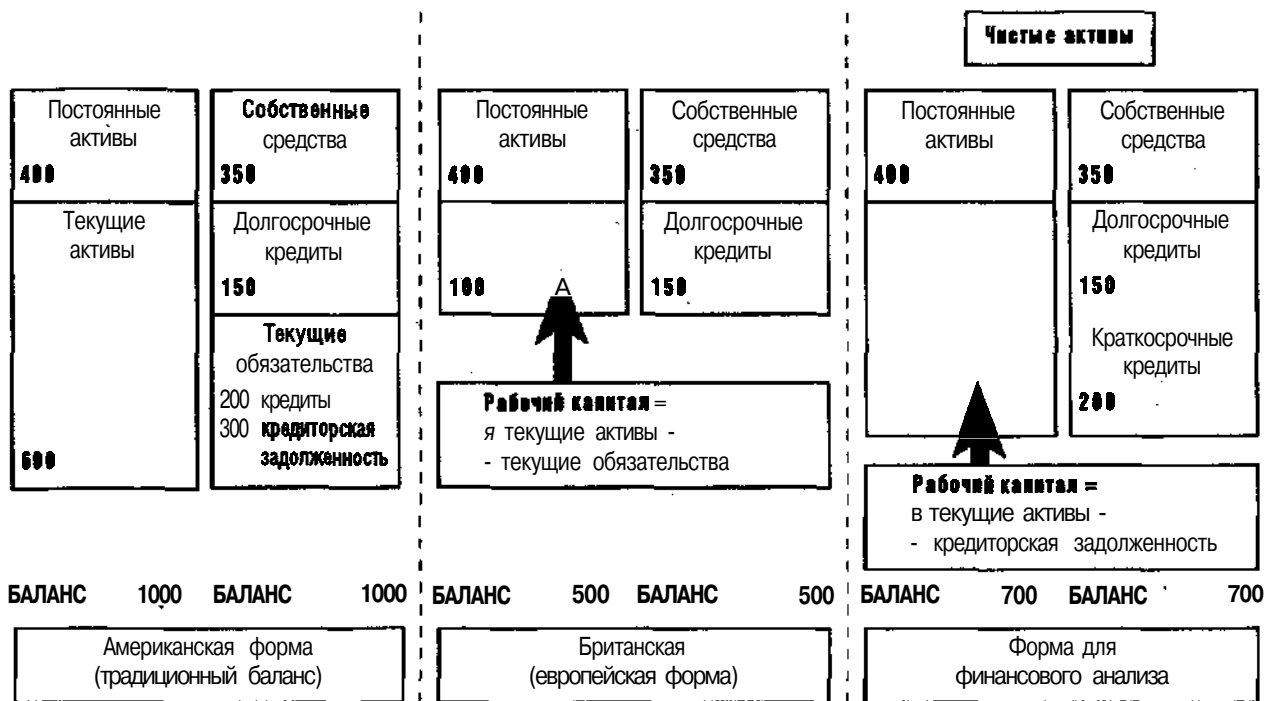 Чистые активы
Постоянные
активы
400
Текущие
активы
600
Собственные
средства
350
Долгосрочные
кредиты
150
Текущие
обязательства
200 кредиты
300 кредиторская
задолженность
БАЛАНС 1000 БАЛАНС 1000
Американская форма
(традиционный баланс)
Постоянные
активы
400
100 А
Собственные
средства
350
Долгосрочные
кредиты
150
Рабочий капитал =
я текущие активы -
- текущие обязательства
БАЛАНС 500 БАЛАНС 500
Британская
(европейская форма)
Постоянные
активы
400
Собственные
средства
350
Долгосрочные
кредиты
150
Краткосрочные
кредиты
200
Рабочий капитал =
в текущие активы -
- кредиторская задолженность
БАЛАНС 700 БАЛАНС 700
Форма для
финансового анализа